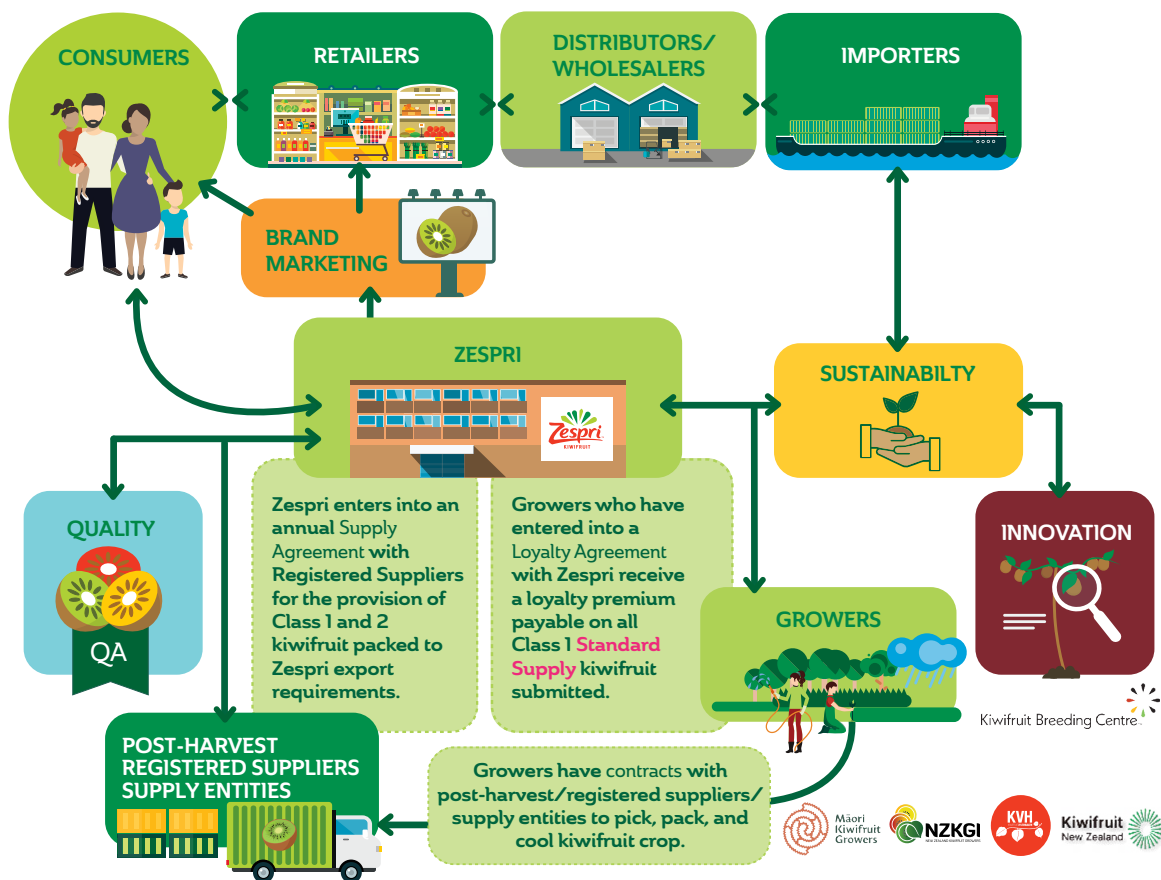 CONSUMERS
RETAILERS
DISTRIBUTORS/
WHOLESALERS
IMPORTERS
BRAND
MARKETING
ZESPRI
Zespri
KIWIFRUIT
SUSTAINABILTY
QUALITY
QA
Zespri enters into an
annual Supply
Agreement with
Registered Suppliers
for the provision of
Class 1 and 2
kiwifruit packed to
Zespri export
requirements.
Growers who have
entered into a
Loyalty Agreement
with Zespri receive
a loyalty premium
payable on all
Class 1 Standard
Supply kiwifruit
submitted.
INNOVATION
GROWERS
Kiwifruit Breeding Centre
POST-HARVEST
REGISTERED SUPPLIERS
SUPPLY ENTITIES
Growers have contracts with
post-harvest/registered suppliers/
supply entities to pick, pack, and
cool kiwifruit crop.
Māori
Kiwifruit
Growers
NZKGI
NEW ZEALAND KIWIFRUIT GROWERS
KVH
Kiwifruit
New Zealand